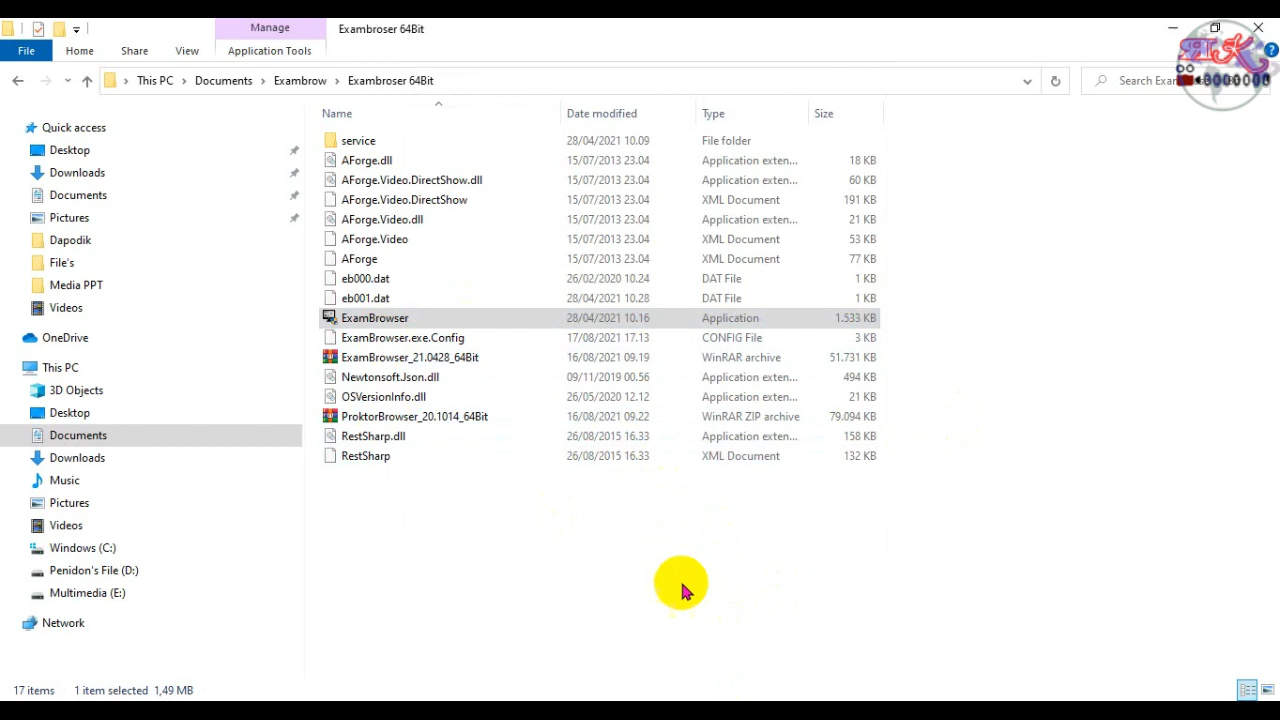 Manage
Exambroser 64Bit
File
Home
Share
View
Application Tools
This PC
Documents
Exambrow
Exambroser 64Bit
Search
Name
Date modified
Type
Size
Quick access
Desktop
Downloads
Documents
Pictures
Dapodik
File's
Media PPT
Videos
OneDrive
This PC
3D Objects
Desktop
Documents
Downloads
Music
Pictures
Videos
Windows (C:)
Penidon's File (D:)
Multimedia (E:)
Network
service 28/04/2021 10.09 File folder
AForge.dll 15/07/2013 23.04 Application exten... 18 KB
AForge.Video.DirectShow.dll 15/07/2013 23.04 Application exten... 60 KB
AForge.Video.DirectShow 15/07/2013 23.04 XML Document 191 KB
AForge.Video.dll 15/07/2013 23.04 Application exten... 21 KB
AForge.Video 15/07/2013 23.04 XML Document 53 KB
AForge 15/07/2013 23.04 XML Document 77 KB
eb000.dat 26/02/2020 10.24 DAT File 1 KB
eb001.dat 28/04/2021 10.28 DAT File 1 KB
ExamBrowser 28/04/2021 10.16 Application 1.533 KB
ExamBrowser.exe.Config 17/08/2021 17.13 CONFIG File 3 KB
ExamBrowser_21.0428_64Bit 16/08/2021 09.19 WinRAR archive 51.731 KB
Newtonsoft.Json.dll 09/11/2019 00.56 Application exten... 494 KB
OSVersionInfo.dll 26/05/2020 12.12 Application exten... 21 KB
ProktorBrowser_20.1014_64Bit 16/08/2021 09.22 WinRAR ZIP archive 79.094 KB
RestSharp.dll 26/08/2015 16.33 Application exten... 158 KB
RestSharp 26/08/2015 16.33 XML Document 132 KB
17 items
1 item selected 1,49 MB